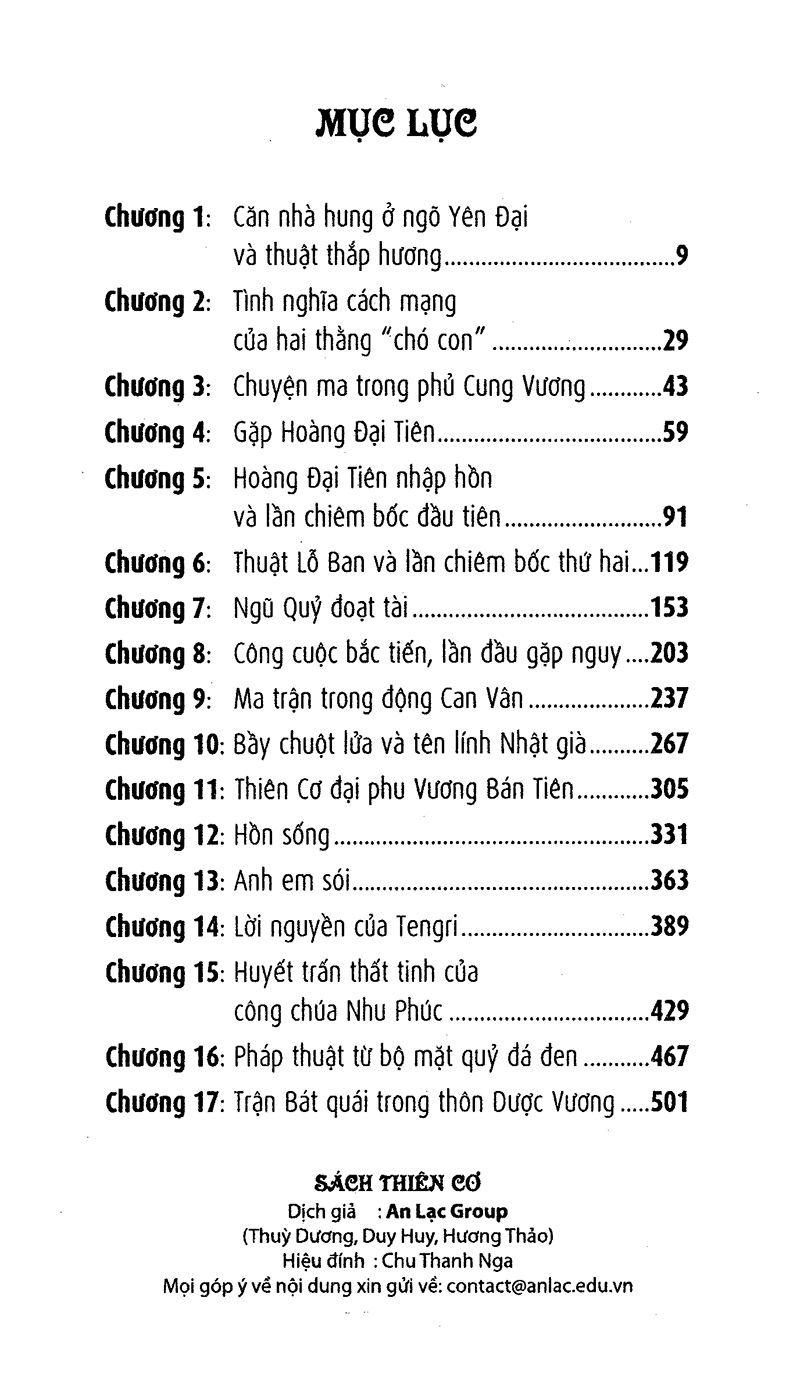 MỤC LỤC
Chương 1: Căn nhà hung ở ngõ Yên Đại
và thuật thắp hương......................................9
Chương 2: Tình nghĩa cách mạng
của hai thằng "chó con"............................29
Chương 3: Chuyện ma trong phủ Cung Vương............43
Chương 4: Gặp Hoàng Đại Tiên.....................................59
Chương 5: Hoàng Đại Tiên nhập hồn
và lần chiêm bốc đầu tiên..........................91
Chương 6: Thuật Lỗ Ban và lần chiêm bốc thứ hai...119
Chương 7: Ngũ Quỷ đoạt tài.......................................153
Chương 8: Công cuộc bắc tiến, lần đầu gặp nguy....203
Chương 9: Ma trận trong động Can Vân....................237
Chương 10: Bầy chuột lửa và tên lính Nhật già..........267
Chương 11: Thiên Cơ đại phu Vương Bán Tiên............305
Chương 12: Hồn sống....................................................331
Chương 13: Anh em sói.................................................363
Chương 14: Lời nguyền của Tengri...............................389
Chương 15: Huyết trấn thất tinh của
công chúa Nhu Phúc.................................429
Chương 16: Pháp thuật từ bộ mặt quỷ đá đen...........467
Chương 17: Trận Bát quái trong thôn Dược Vương.....501
SÁCH THIÊN CƠ
Dịch giả : An Lạc Group
(Thuỳ Dương, Duy Huy, Hương Thảo)
Hiệu đính : Chu Thanh Nga
Mọi góp ý về nội dung xin gửi về: contact@anlac.edu.vn